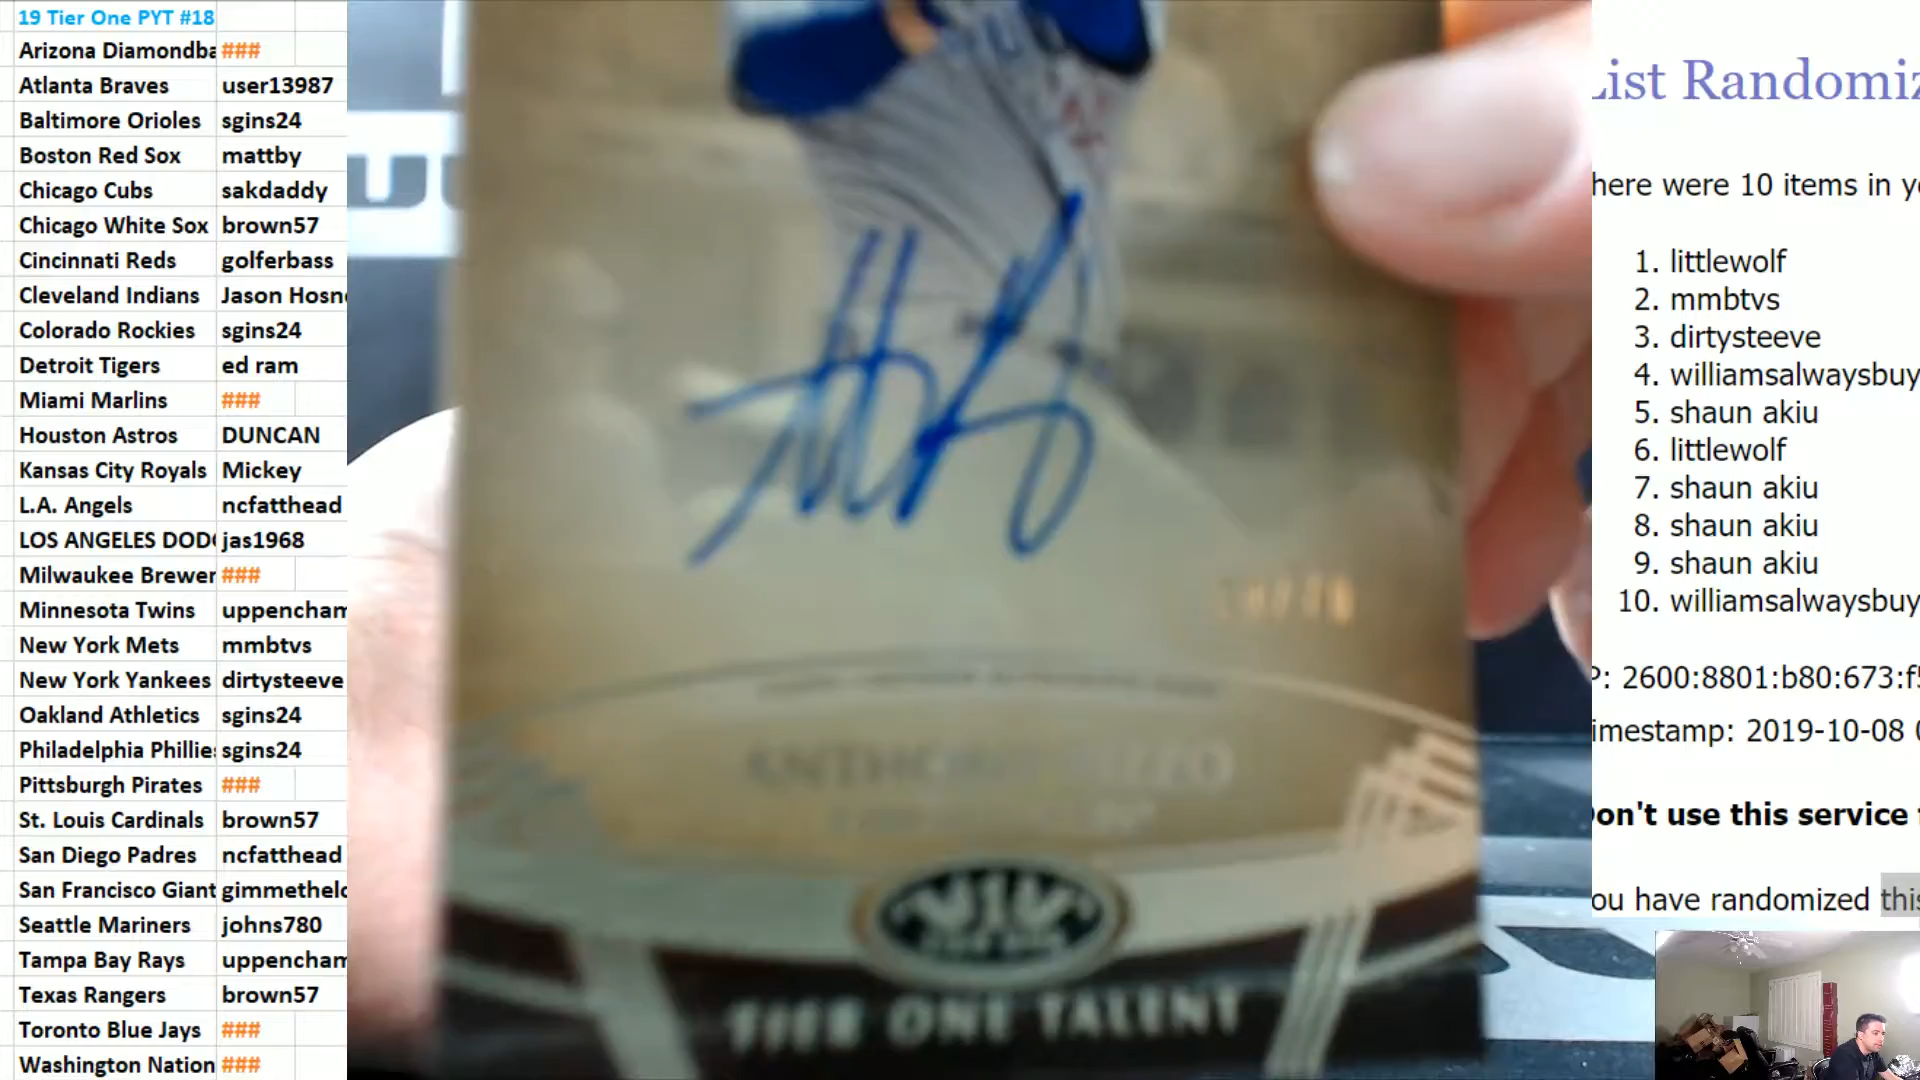 19 Tier One PYT #18
Arizona Diamondba ###
Atlanta Braves user13987
Baltimore Orioles sgins24
Boston Red Sox mattby
Chicago Cubs sakdaddy
Chicago White Sox brown57
Cincinnati Reds golferbass
Cleveland Indians Jason Hosn
Colorado Rockies sgins24
Detroit Tigers ed ram
Miami Marlins ###
Houston Astros DUNCAN
Kansas City Royals Mickey
L.A. Angels ncfatthead
LOS ANGELES DOD jas1968
Milwaukee Brewer ###
Minnesota Twins uppencham
New York Mets mmbtvs
New York Yankees dirtysteeve
Oakland Athletics sgins24
Philadelphia Phillie sgins24
Pittsburgh Pirates ###
St. Louis Cardinals brown57
San Diego Padres ncfatthead
San Francisco Giant gimmethelo
Seattle Mariners johns780
Tampa Bay Rays uppencham
Texas Rangers brown57
Toronto Blue Jays ###
Washington Nation ###
ANTHONY RIZZO
TIER ONE TALENT
List Randomiz
here were 10 items in y
1. littlewolf
2. mmbtvs
3. dirtysteeve
4. williamsalwaysbuy
5. shaun akiu
6. littlewolf
7. shaun akiu
8. shaun akiu
9. shaun akiu
10. williamsalwaysbuy
P: 2600:8801:b80:673:f
imestamp: 2019-10-08
on't use this service
ou have randomized this